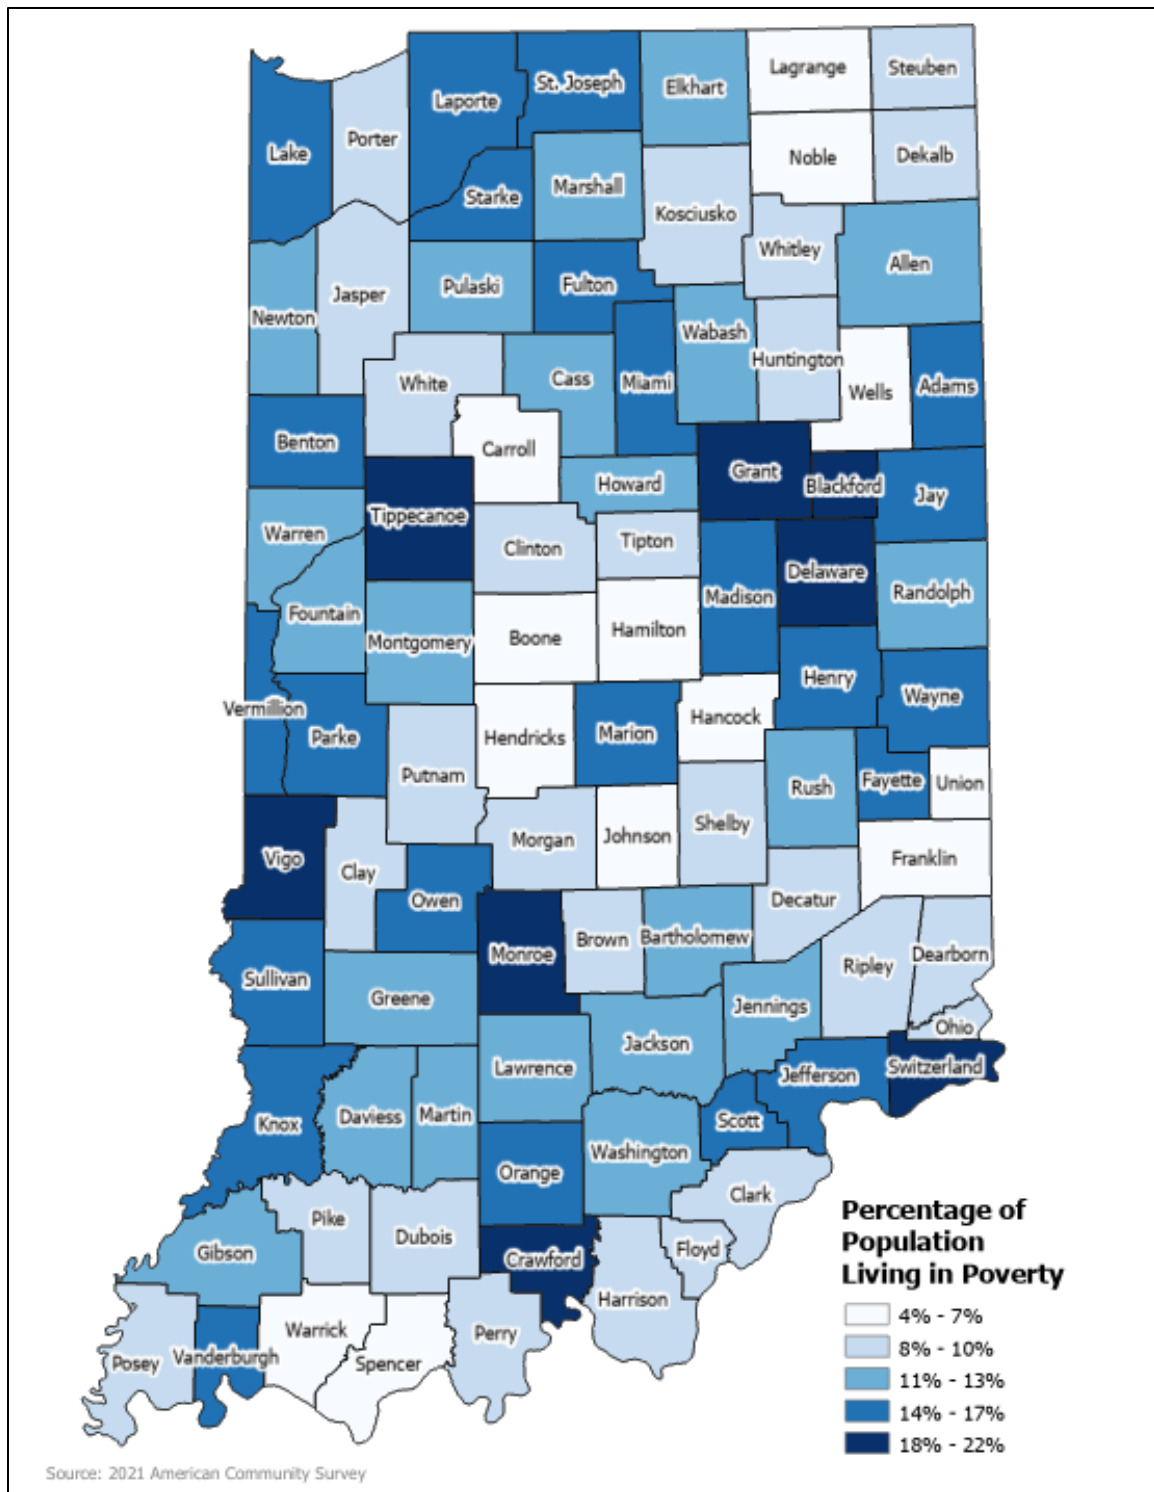 Lagrange
Steuben
St. Joseph
Elkhart
Laporte
Porter
Lake
Noble
Dekalb
Marshall
Starke
Kosciusko
Whitley
Allen
Pulaski
Fulton
Jasper
Newton
Wabash
Huntington
White
Cass
Miami
Wells
Adams
Benton
Carroll
Grant
Howard
Blackford
Jay
Tippecanoe
Warren
Clinton
Tipton
Delaware
Madison
Randolph
Fountain
Montgomery
Boone
Hamilton
Henry
Wayne
Vermillion
Parke
Hendricks
Marion
Hancock
Putnam
Rush
Fayette
Union
Morgan
Johnson
Shelby
Vigo
Clay
Franklin
Owen
Decatur
Monroe
Brown
Bartholomew
Dearborn
Ripley
Sullivan
Greene
Jennings
Ohio
Jackson
Lawrence
Switzerland
Jefferson
Knox
Daviess
Martin
Scott
Washington
Orange
Clark
Pike
Dubois
Floyd
Gibson
Crawford
Harrison
Warrick
Perry
Posey
Vanderburgh
Spencer
Percentage of
Population
Living in Poverty
4% - 7%
8% - 10%
11% - 13%
14% - 17%
18% - 22%
Source: 2021 American Community Survey